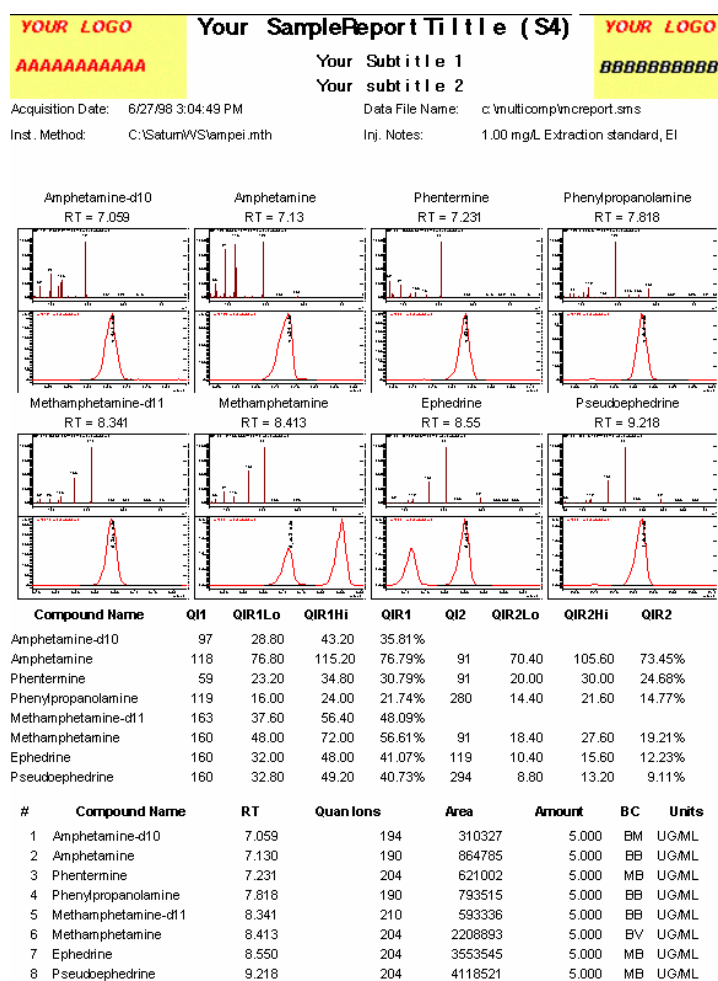 YOUR LOGO Your SampleReport Tiltle (S4) YOUR LOGO
AAAAAAAAAAA Your Subtitle 1 BBBBBBBBBB
Your subtitle 2
Acquisition Date: 6/27/98 3:04:49 PM Data File Name: c:\multicomp\mcreport.sms
Inst. Method: C:\SaturnWS\ampei.mth Inj. Notes: 1.00 mg/L Extraction standard, EI
Amphetamine-d10 Amphetamine Phentermine Phenylpropanolamine
RT = 7.059 RT = 7.13 RT = 7.231 RT = 7.818
Methamphetamine-d11 Methamphetamine Ephedrine Pseudoephedrine
RT = 8.341 RT = 8.413 RT = 8.55 RT = 9.218
Compound Name QI1 QIR1Lo QIR1Hi QIR1 QI2 QIR2Lo QIR2Hi QIR2
Amphetamine-d10 97 28.80 43.20 35.81%
Amphetamine 118 76.80 115.20 76.79% 91 70.40 105.60 73.45%
Phentermine 59 23.20 34.80 30.79% 91 20.00 30.00 24.68%
Phenylpropanolamine 119 16.00 24.00 21.74% 280 14.40 21.60 14.77%
Methamphetamine-d11 163 37.60 56.40 48.09%
Methamphetamine 160 48.00 72.00 56.61% 91 18.40 27.60 19.21%
Ephedrine 160 32.00 48.00 41.07% 119 10.40 15.60 12.23%
Pseudoephedrine 160 32.80 49.20 40.73% 294 8.80 13.20 9.11%
# Compound Name RT Quan Ions Area Amount BC Units
1 Amphetamine-d10 7.059 194 310327 5.000 BM UG/ML
2 Amphetamine 7.130 190 864785 5.000 BB UG/ML
3 Phentermine 7.231 204 621002 5.000 MB UG/ML
4 Phenylpropanolamine 7.818 190 793515 5.000 BB UG/ML
5 Methamphetamine-d11 8.341 210 593336 5.000 BB UG/ML
6 Methamphetamine 8.413 204 2208893 5.000 BV UG/ML
7 Ephedrine 8.550 204 3553545 5.000 MB UG/ML
8 Pseudoephedrine 9.218 204 4118521 5.000 MB UG/ML